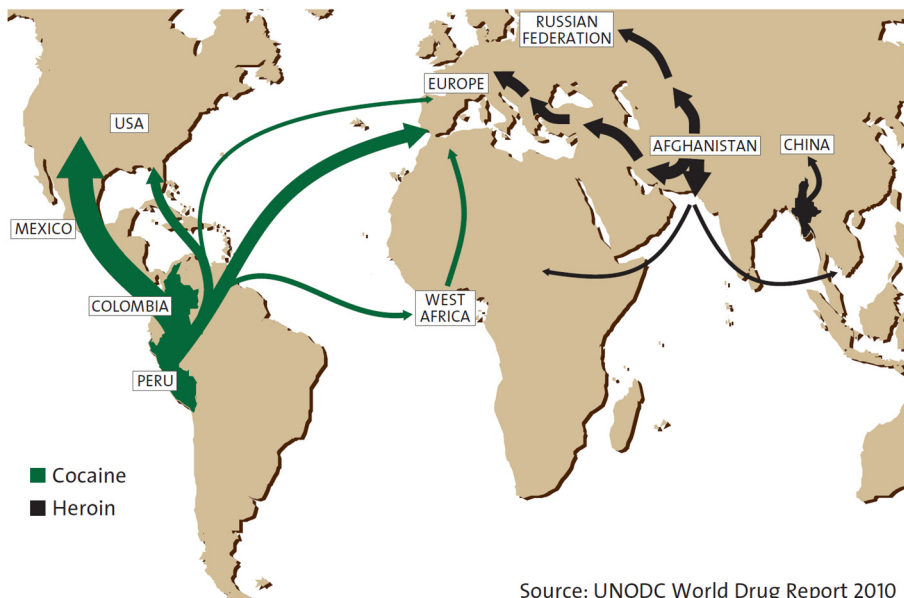 RUSSIAN
FEDERATION
EUROPE
USA
AFGHANISTAN
CHINA
MEXICO
COLOMBIA
WEST
AFRICA
PERU
Cocaine
Heroin
Source: UNODC World Drug Report 2010